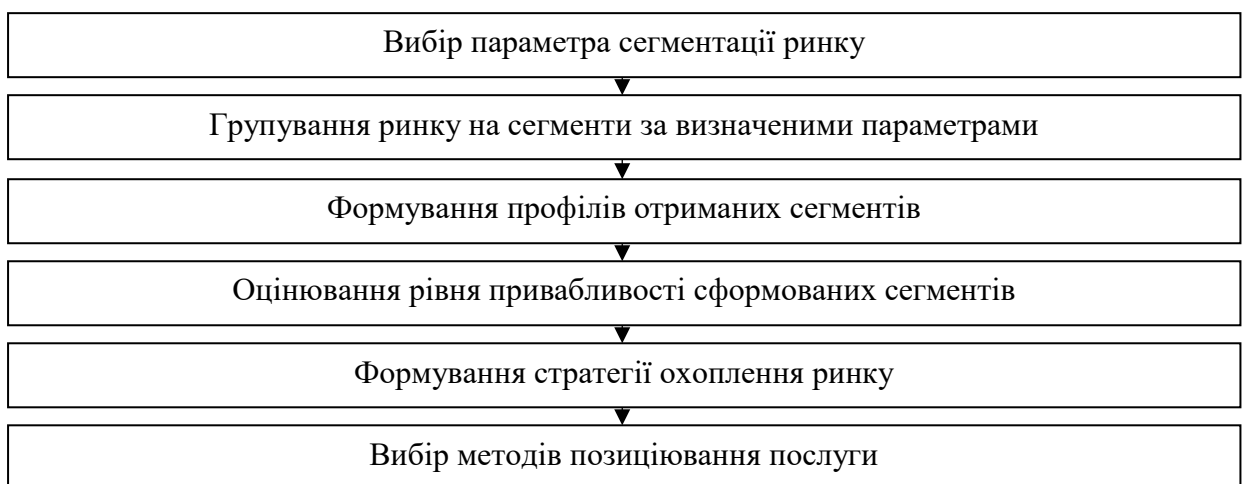 Вибір параметра сегментації ринку
Групування ринку на сегменти за визначеними параметрами
Формування профілів отриманих сегментів
Оцінювання рівня привабливості сформованих сегментів
Формування стратегії охоплення ринку
Вибір методів позиціювання послуги